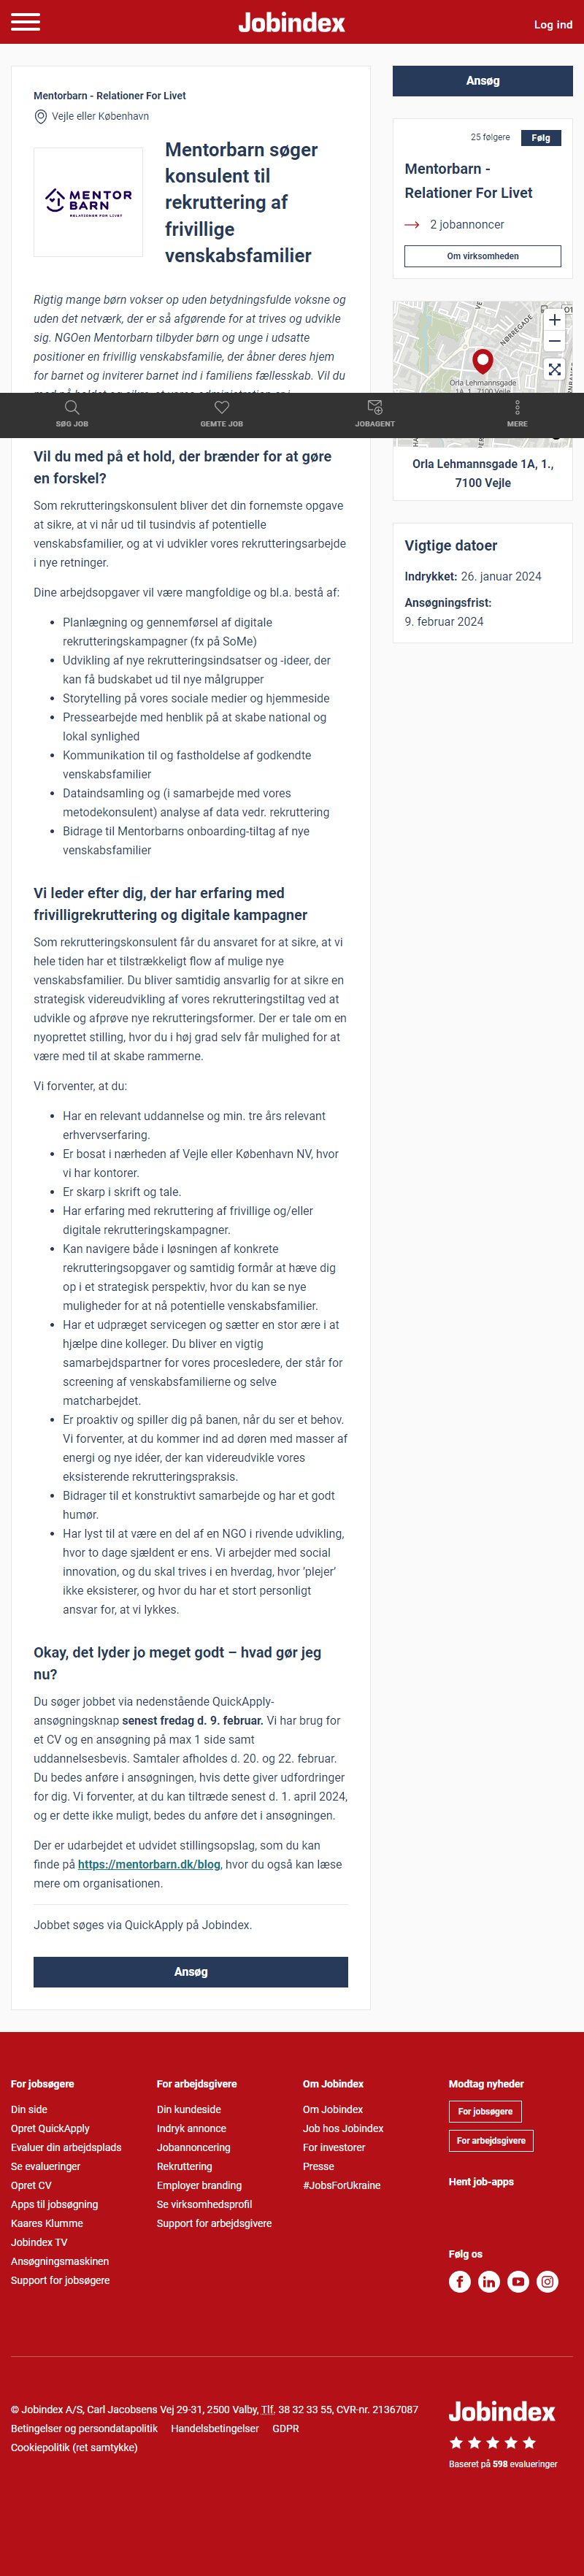 Jobindex
Log ind
Mentorbarn - Relationer For Livet
Vejle eller København
MENTOR
BARN
RELATIONER FOR LIVET
Mentorbarn søger
konsulent til
rekruttering af
frivillige
venskabsfamilier
Rigtig mange børn vokser op uden betydningsfulde voksne og
uden det netværk, der er så afgørende for at trives og udvikle
sig. NGOen Mentorbarn tilbyder børn og unge i udsatte
positioner en frivillig venskabsfamilie, der åbner deres hjem
for barnet og inviterer barnet ind i familiens fællesskab. Vil du
Ansøg
25 følgere
Følg
Mentorbarn -
Relationer For Livet
2 jobannoncer
Om virksomheden
NØRREGADE
Orla Lehmannsgade
1A, 1., 7100 Vejle
Orla Lehmannsgade 1A, 1.,
7100 Vejle
Vigtige datoer
Indrykket: 26. januar 2024
Ansøgningsfrist:
9. februar 2024
SØG JOB
GEMTE JOB
JOBAGENT
MERE
Vil du med på et hold, der brænder for at gøre
en forskel?
Som rekrutteringskonsulent bliver det din fornemste opgave
at sikre, at vi når ud til tusindvis af potentielle
venskabsfamilier, og at vi udvikler vores rekrutteringsarbejde
i nye retninger.
Dine arbejdsopgaver vil være mangfoldige og bl.a. bestå af:
Planlægning og gennemførsel af digitale
rekrutteringskampagner (fx på SoMe)
Udvikling af nye rekrutteringsindsatser og -ideer, der
kan få budskabet ud til nye målgrupper
Storytelling på vores sociale medier og hjemmeside
Pressearbejde med henblik på at skabe national og
lokal synlighed
Kommunikation til og fastholdelse af godkendte
venskabsfamilier
Dataindsamling og (i samarbejde med vores
metodekonsulent) analyse af data vedr. rekruttering
Bidrage til Mentorbarns onboarding-tiltag af nye
venskabsfamilier
Vi leder efter dig, der har erfaring med
frivilligrekruttering og digitale kampagner
Som rekrutteringskonsulent får du ansvaret for at sikre, at vi
hele tiden har et tilstrækkeligt flow af mulige nye
venskabsfamilier. Du bliver samtidig ansvarlig for at sikre en
strategisk videreudvikling af vores rekrutteringstiltag ved at
udvikle og afprøve nye rekrutteringsformer. Der er tale om en
nyoprettet stilling, hvor du i høj grad selv får mulighed for at
være med til at skabe rammerne.
Vi forventer, at du:
Har en relevant uddannelse og min. tre års relevant
erhvervserfaring.
Er bosat i nærheden af Vejle eller København NV, hvor
vi har kontorer.
Er skarp i skrift og tale.
Har erfaring med rekruttering af frivillige og/eller
digitale rekrutteringskampagner.
Kan navigere både i løsningen af konkrete
rekrutteringsopgaver og samtidig formår at hæve dig
op i et strategisk perspektiv, hvor du kan se nye
muligheder for at nå potentielle venskabsfamilier.
Har et udpræget servicegen og sætter en stor ære i at
hjælpe dine kolleger. Du bliver en vigtig
samarbejdspartner for vores procesledere, der står for
screening af venskabsfamilierne og selve
matcharbejdet.
Er proaktiv og spiller dig på banen, når du ser et behov.
Vi forventer, at du kommer ind ad døren med masser af
energi og nye idéer, der kan videreudvikle vores
eksisterende rekrutteringspraksis.
Bidrager til et konstruktivt samarbejde og har et godt
humør.
Har lyst til at være en del af en NGO i rivende udvikling,
hvor to dage sjældent er ens. Vi arbejder med social
innovation, og du skal trives i en hverdag, hvor ’plejer’
ikke eksisterer, og hvor du har et stort personligt
ansvar for, at vi lykkes.
Okay, det lyder jo meget godt – hvad gør jeg
nu?
Du søger jobbet via nedenstående QuickApply-
ansøgningsknap senest fredag d. 9. februar. Vi har brug for
et CV og en ansøgning på max 1 side samt
uddannelsesbevis. Samtaler afholdes d. 20. og 22. februar.
Du bedes anføre i ansøgningen, hvis dette giver udfordringer
for dig. Vi forventer, at du kan tiltræde senest d. 1. april 2024,
og er dette ikke muligt, bedes du anføre det i ansøgningen.
Der er udarbejdet et udvidet stillingsopslag, som du kan
finde på https://mentorbarn.dk/blog, hvor du også kan læse
mere om organisationen.
Jobbet søges via QuickApply på Jobindex.
Ansøg
For jobsøgere
Din side
Opret QuickApply
Evaluer din arbejdsplads
Se evalueringer
Opret CV
Apps til jobsøgning
Kaares Klumme
Jobindex TV
Ansøgningsmaskinen
Support for jobsøgere
For arbejdsgivere
Din kundeside
Indryk annonce
Jobannoncering
Rekruttering
Employer branding
Se virksomhedsprofil
Support for arbejdsgivere
Om Jobindex
Om Jobindex
Job hos Jobindex
For investorer
Presse
#JobsForUkraine
Modtag nyheder
For jobsøgere
For arbejdsgivere
Hent job-apps
Følg os
© Jobindex A/S, Carl Jacobsens Vej 29-31, 2500 Valby, Tlf. 38 32 33 55, CVR-nr. 21367087
Betingelser og persondatapolitik Handelsbetingelser GDPR
Cookiepolitik (ret samtykke)
Jobindex
Baseret på 598 evalueringer